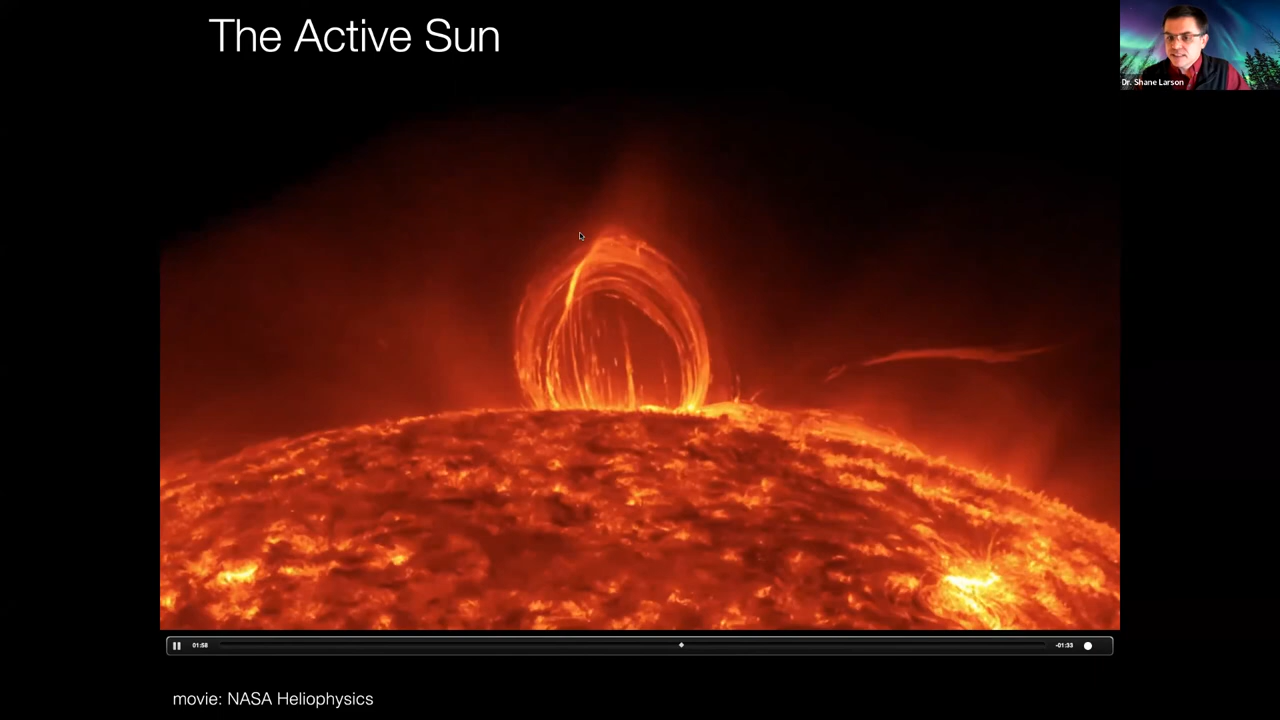 The Active Sun
Dr. Shane Larson
01:58
-01:33
movie: NASA Heliophysics